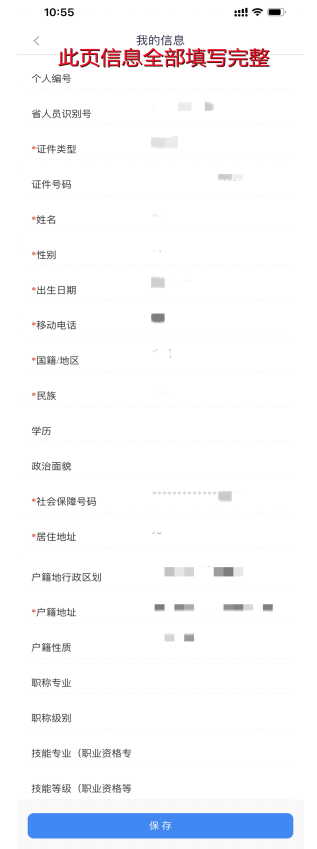 10:55
我的信息
此页信息全部填写完整
个人编号
省人员识别号
*证件类型
证件号码
*姓名
*性别
*出生日期
*移动电话
*国籍/地区
*民族
学历
政治面貌
*社会保障号码
*居住地址
户籍地行政区划
*户籍地址
户籍性质
职称专业
职称级别
技能专业（职业资格专
技能等级（职业资格等
保存